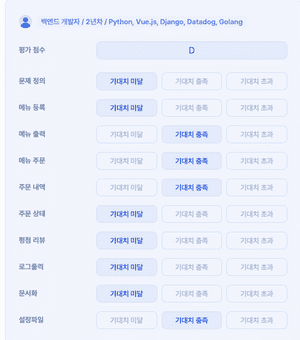 백엔드 개발자 / 2년차 / Python, Vue.js, Django, Datadog, Golang
평가 점수 D
문제 정의 기대치 미달 기대치 충족 기대치 초과
메뉴 등록 기대치 미달 기대치 충족 기대치 초과
메뉴 출력 기대치 미달 기대치 충족 기대치 초과
메뉴 주문 기대치 미달 기대치 충족 기대치 초과
주문 내역 기대치 미달 기대치 충족 기대치 초과
주문 상태 기대치 미달 기대치 충족 기대치 초과
평점 리뷰 기대치 미달 기대치 충족 기대치 초과
로그출력 기대치 미달 기대치 충족 기대치 초과
문서화 기대치 미달 기대치 충족 기대치 초과
설정파일 기대치 미달 기대치 충족 기대치 초과